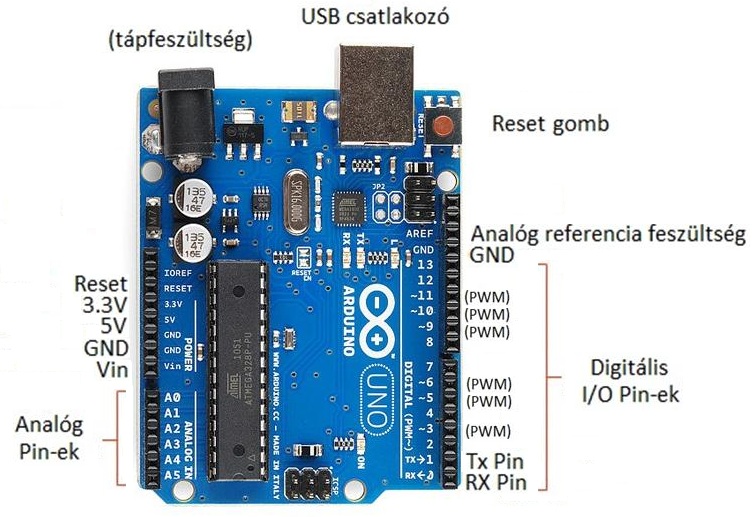 USB csatlakozó
(tápfeszültség)
Reset gomb
RESET
JP2
135
47
16E
135
47
16E
M7
SPK16.000G
AREF
GND
RX
TX
RESET
EN
Analóg referencia feszültség
GND
IOREF
RESET
3.3V
5V
GND
GND
Vin
POWER
Reset
3.3V
5V
GND
Vin
Analóg
Pin-ek
A0
A1
A2
A3
A4
A5
ANALOG IN
ATMEL 1051
ATMEGA328P-PU
WWW.ARDUINO.CC - MADE IN ITALY
ARDUINO
UNO
ON
ICSP
DIGITAL (PWM~)
13
12
~11 (PWM)
~10 (PWM)
~9 (PWM)
8
7
~6 (PWM)
~5 (PWM)
4
~3 (PWM)
2
TX→1 Tx Pin
RX←0 RX Pin
Digitális
I/O Pin-ek